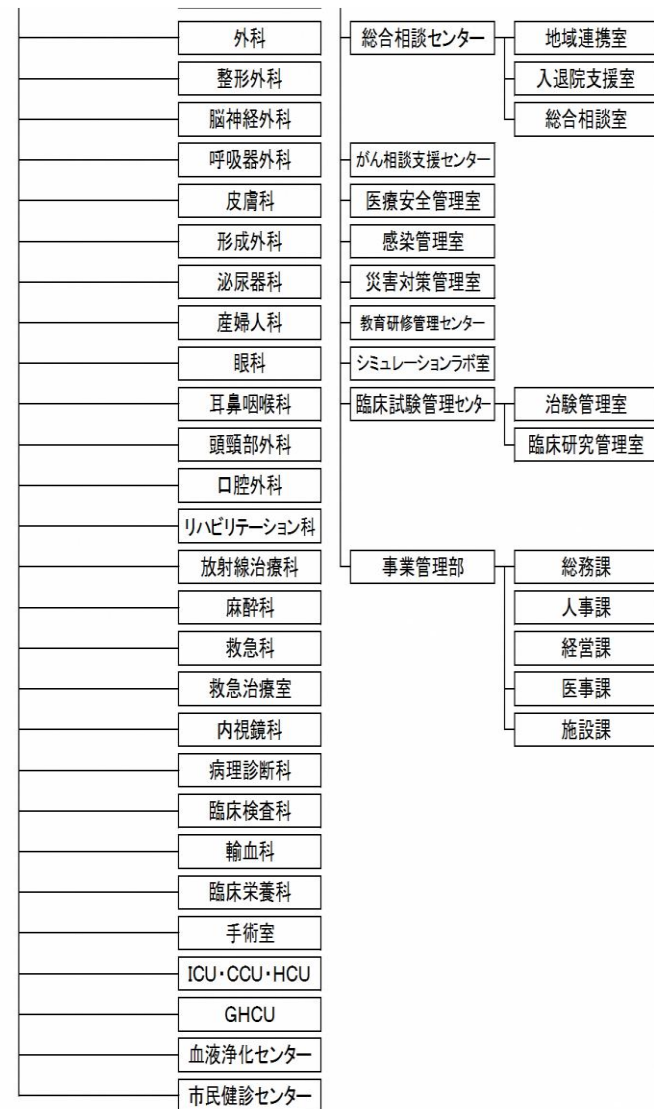 外科
整形外科
脳神経外科
呼吸器外科
皮膚科
形成外科
泌尿器科
産婦人科
眼科
耳鼻咽喉科
頭頸部外科
口腔外科
リハビリテーション科
放射線治療科
麻酔科
救急科
救急治療室
内視鏡科
病理診断科
臨床検査科
輸血科
臨床栄養科
手術室
ICU・CCU・HCU
GHCU
血液浄化センター
市民健診センター
総合相談センター
地域連携室
入退院支援室
総合相談室
がん相談支援センター
医療安全管理室
感染管理室
災害対策管理室
教育研修管理センター
シミュレーションラボ室
臨床試験管理センター
治験管理室
臨床研究管理室
事業管理部
総務課
人事課
経営課
医事課
施設課